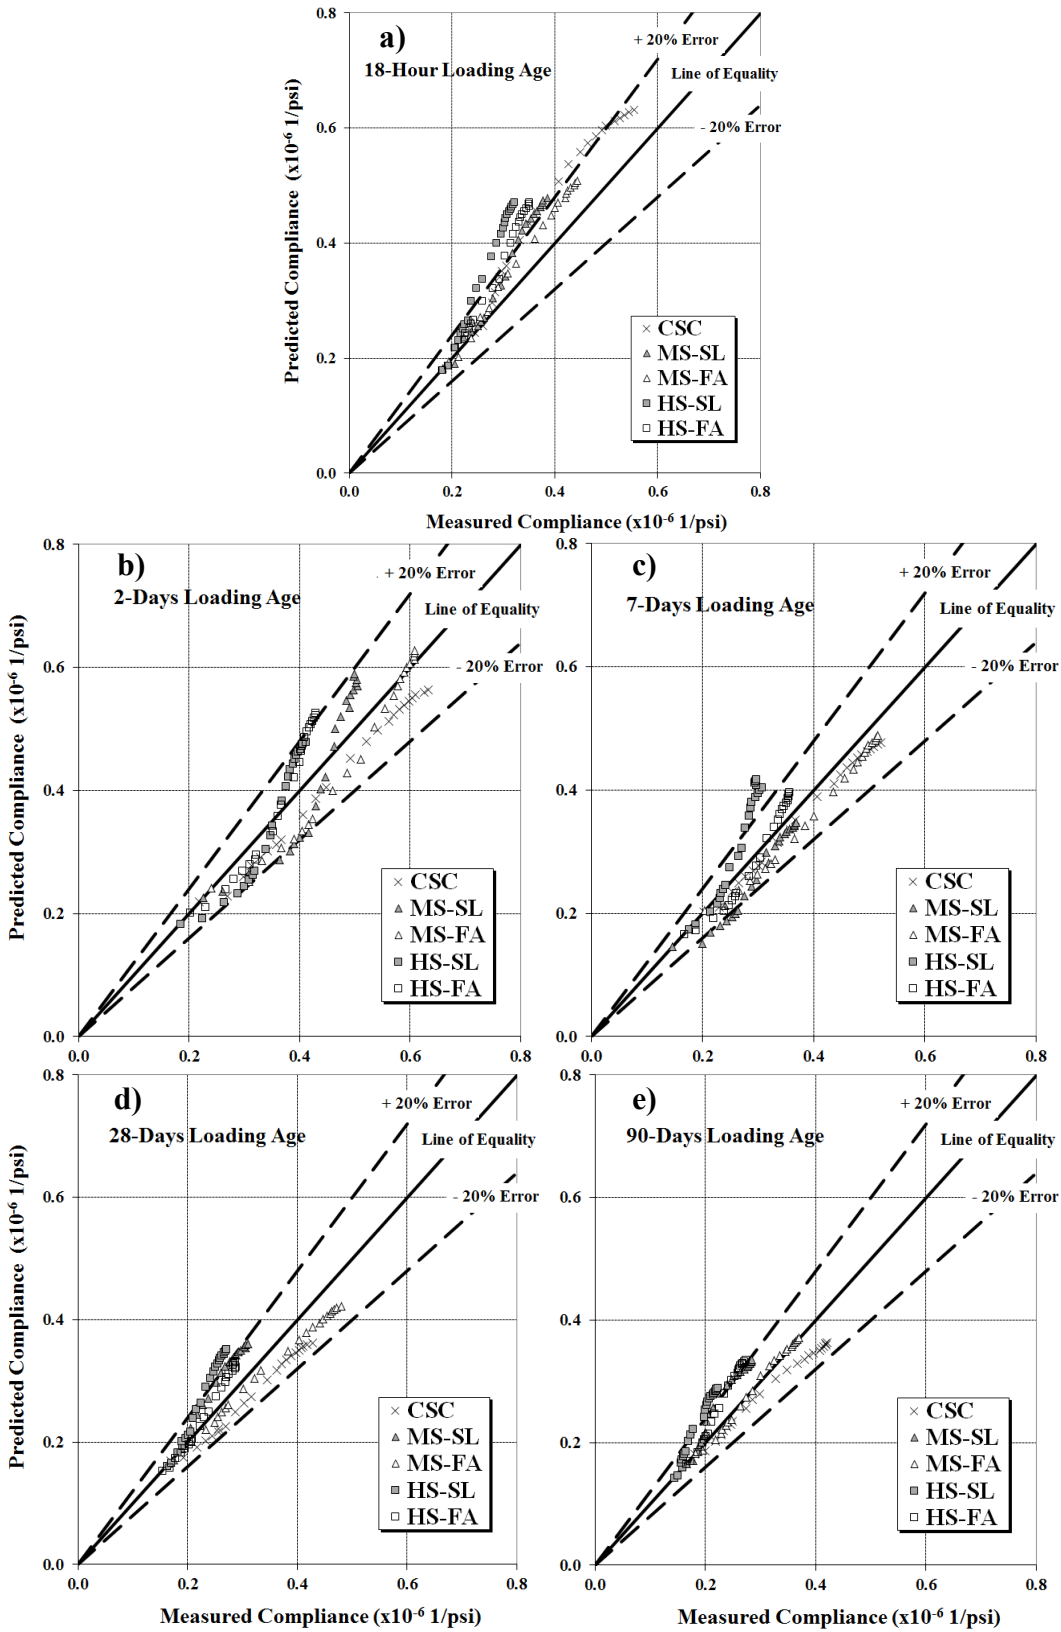 a)
18-Hour Loading Age
+ 20% Error
Line of Equality
- 20% Error
Predicted Compliance (x10⁻⁶ 1/psi)
0.8
0.6
0.4
0.2
0.0
CSC
MS-SL
MS-FA
HS-SL
HS-FA
0.0 0.2 0.4 0.6 0.8
Measured Compliance (x10⁻⁶ 1/psi)
b)
2-Days Loading Age
+ 20% Error
Line of Equality
- 20% Error
Predicted Compliance (x10⁻⁶ 1/psi)
0.8
0.6
0.4
0.2
0.0
CSC
MS-SL
MS-FA
HS-SL
HS-FA
0.0 0.2 0.4 0.6 0.8
c)
7-Days Loading Age
+ 20% Error
Line of Equality
- 20% Error
0.8
0.6
0.4
0.2
0.0
CSC
MS-SL
MS-FA
HS-SL
HS-FA
0.0 0.2 0.4 0.6 0.8
d)
28-Days Loading Age
+ 20% Error
Line of Equality
- 20% Error
Predicted Compliance (x10⁻⁶ 1/psi)
0.8
0.6
0.4
0.2
0.0
CSC
MS-SL
MS-FA
HS-SL
HS-FA
0.0 0.2 0.4 0.6 0.8
Measured Compliance (x10⁻⁶ 1/psi)
e)
90-Days Loading Age
+ 20% Error
Line of Equality
- 20% Error
0.8
0.6
0.4
0.2
0.0
CSC
MS-SL
MS-FA
HS-SL
HS-FA
0.0 0.2 0.4 0.6 0.8
Measured Compliance (x10⁻⁶ 1/psi)